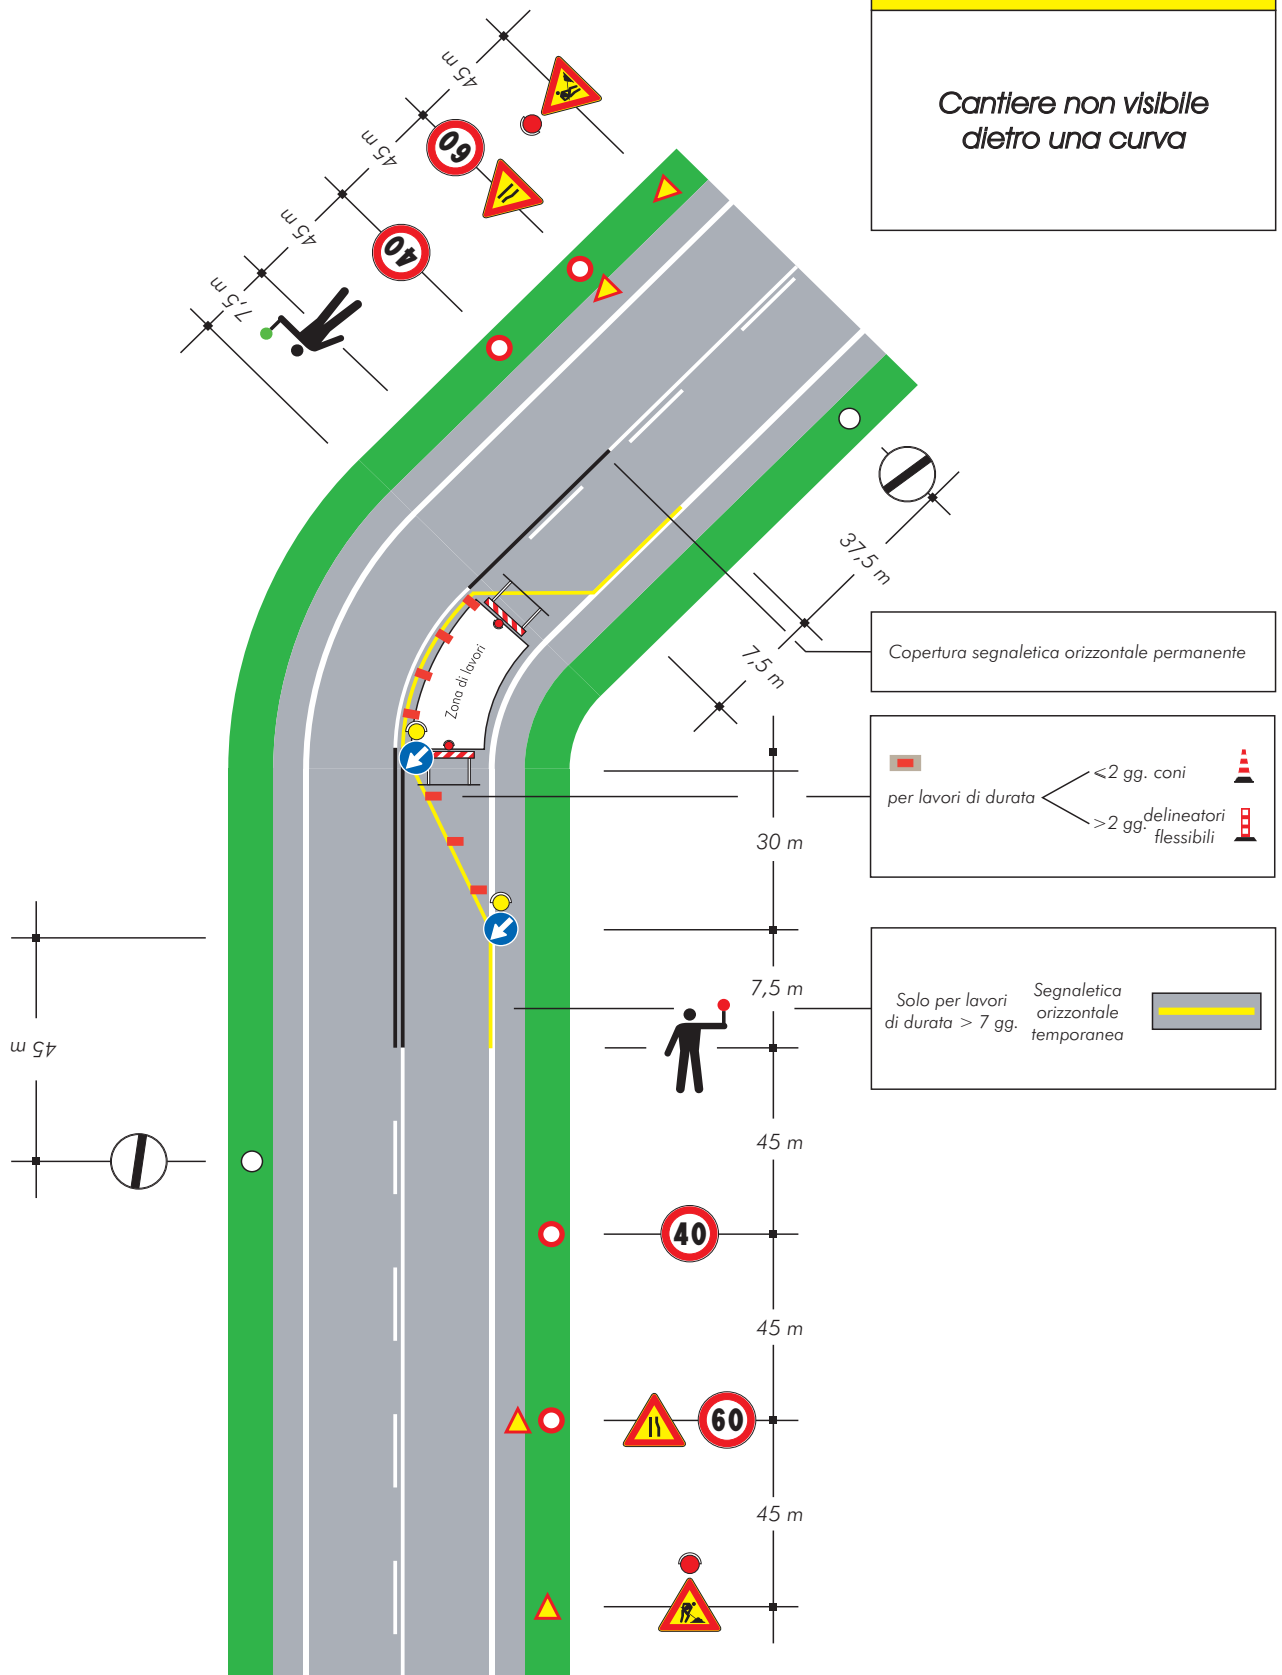 Cantiere non visibile
dietro una curva
45 m
45 m
60
45 m
40
7,5 m
37,5 m
7,5 m
Copertura segnaletica orizzontale permanente
Zona di lavori
per lavori di durata
⩽2 gg. coni
>2 gg. delineatori
flessibili
30 m
7,5 m
Solo per lavori
di durata > 7 gg.
Segnaletica
orizzontale
temporanea
45 m
45 m
40
45 m
60
45 m